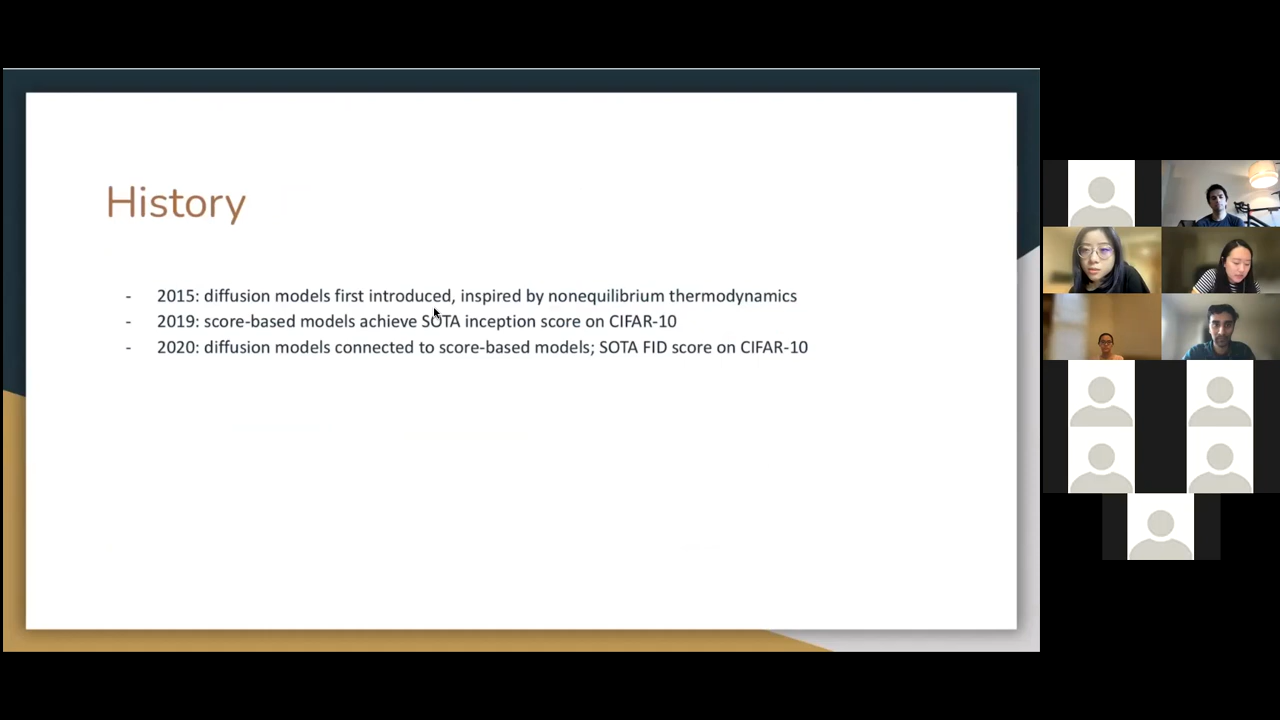 History
- 2015: diffusion models first introduced, inspired by nonequilibrium thermodynamics
- 2019: score-based models achieve SOTA inception score on CIFAR-10
- 2020: diffusion models connected to score-based models; SOTA FID score on CIFAR-10